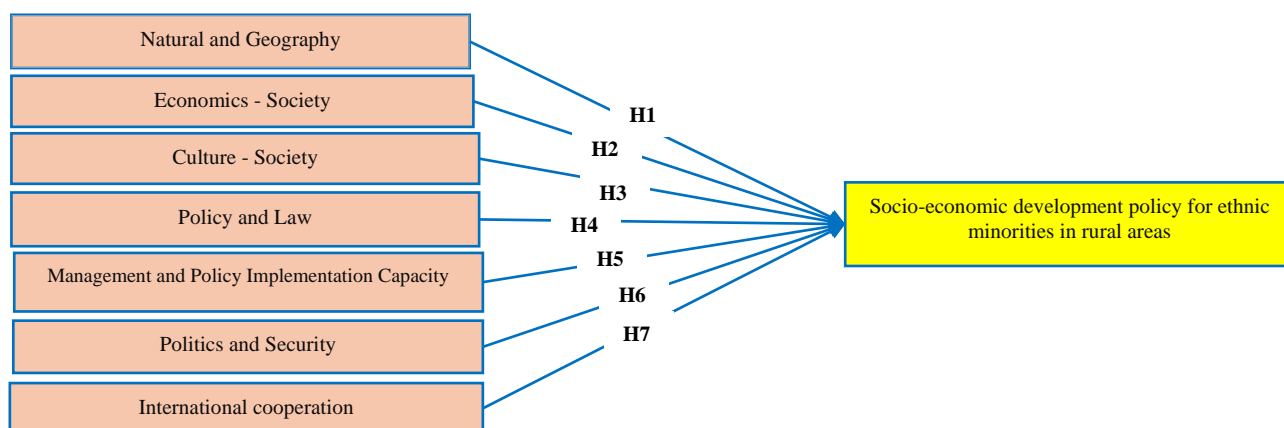 Natural and Geography
Economics - Society
Culture - Society
Policy and Law
Management and Policy Implementation Capacity
Politics and Security
International cooperation
H1
H2
H3
H4
H5
H6
H7
Socio-economic development policy for ethnic
minorities in rural areas